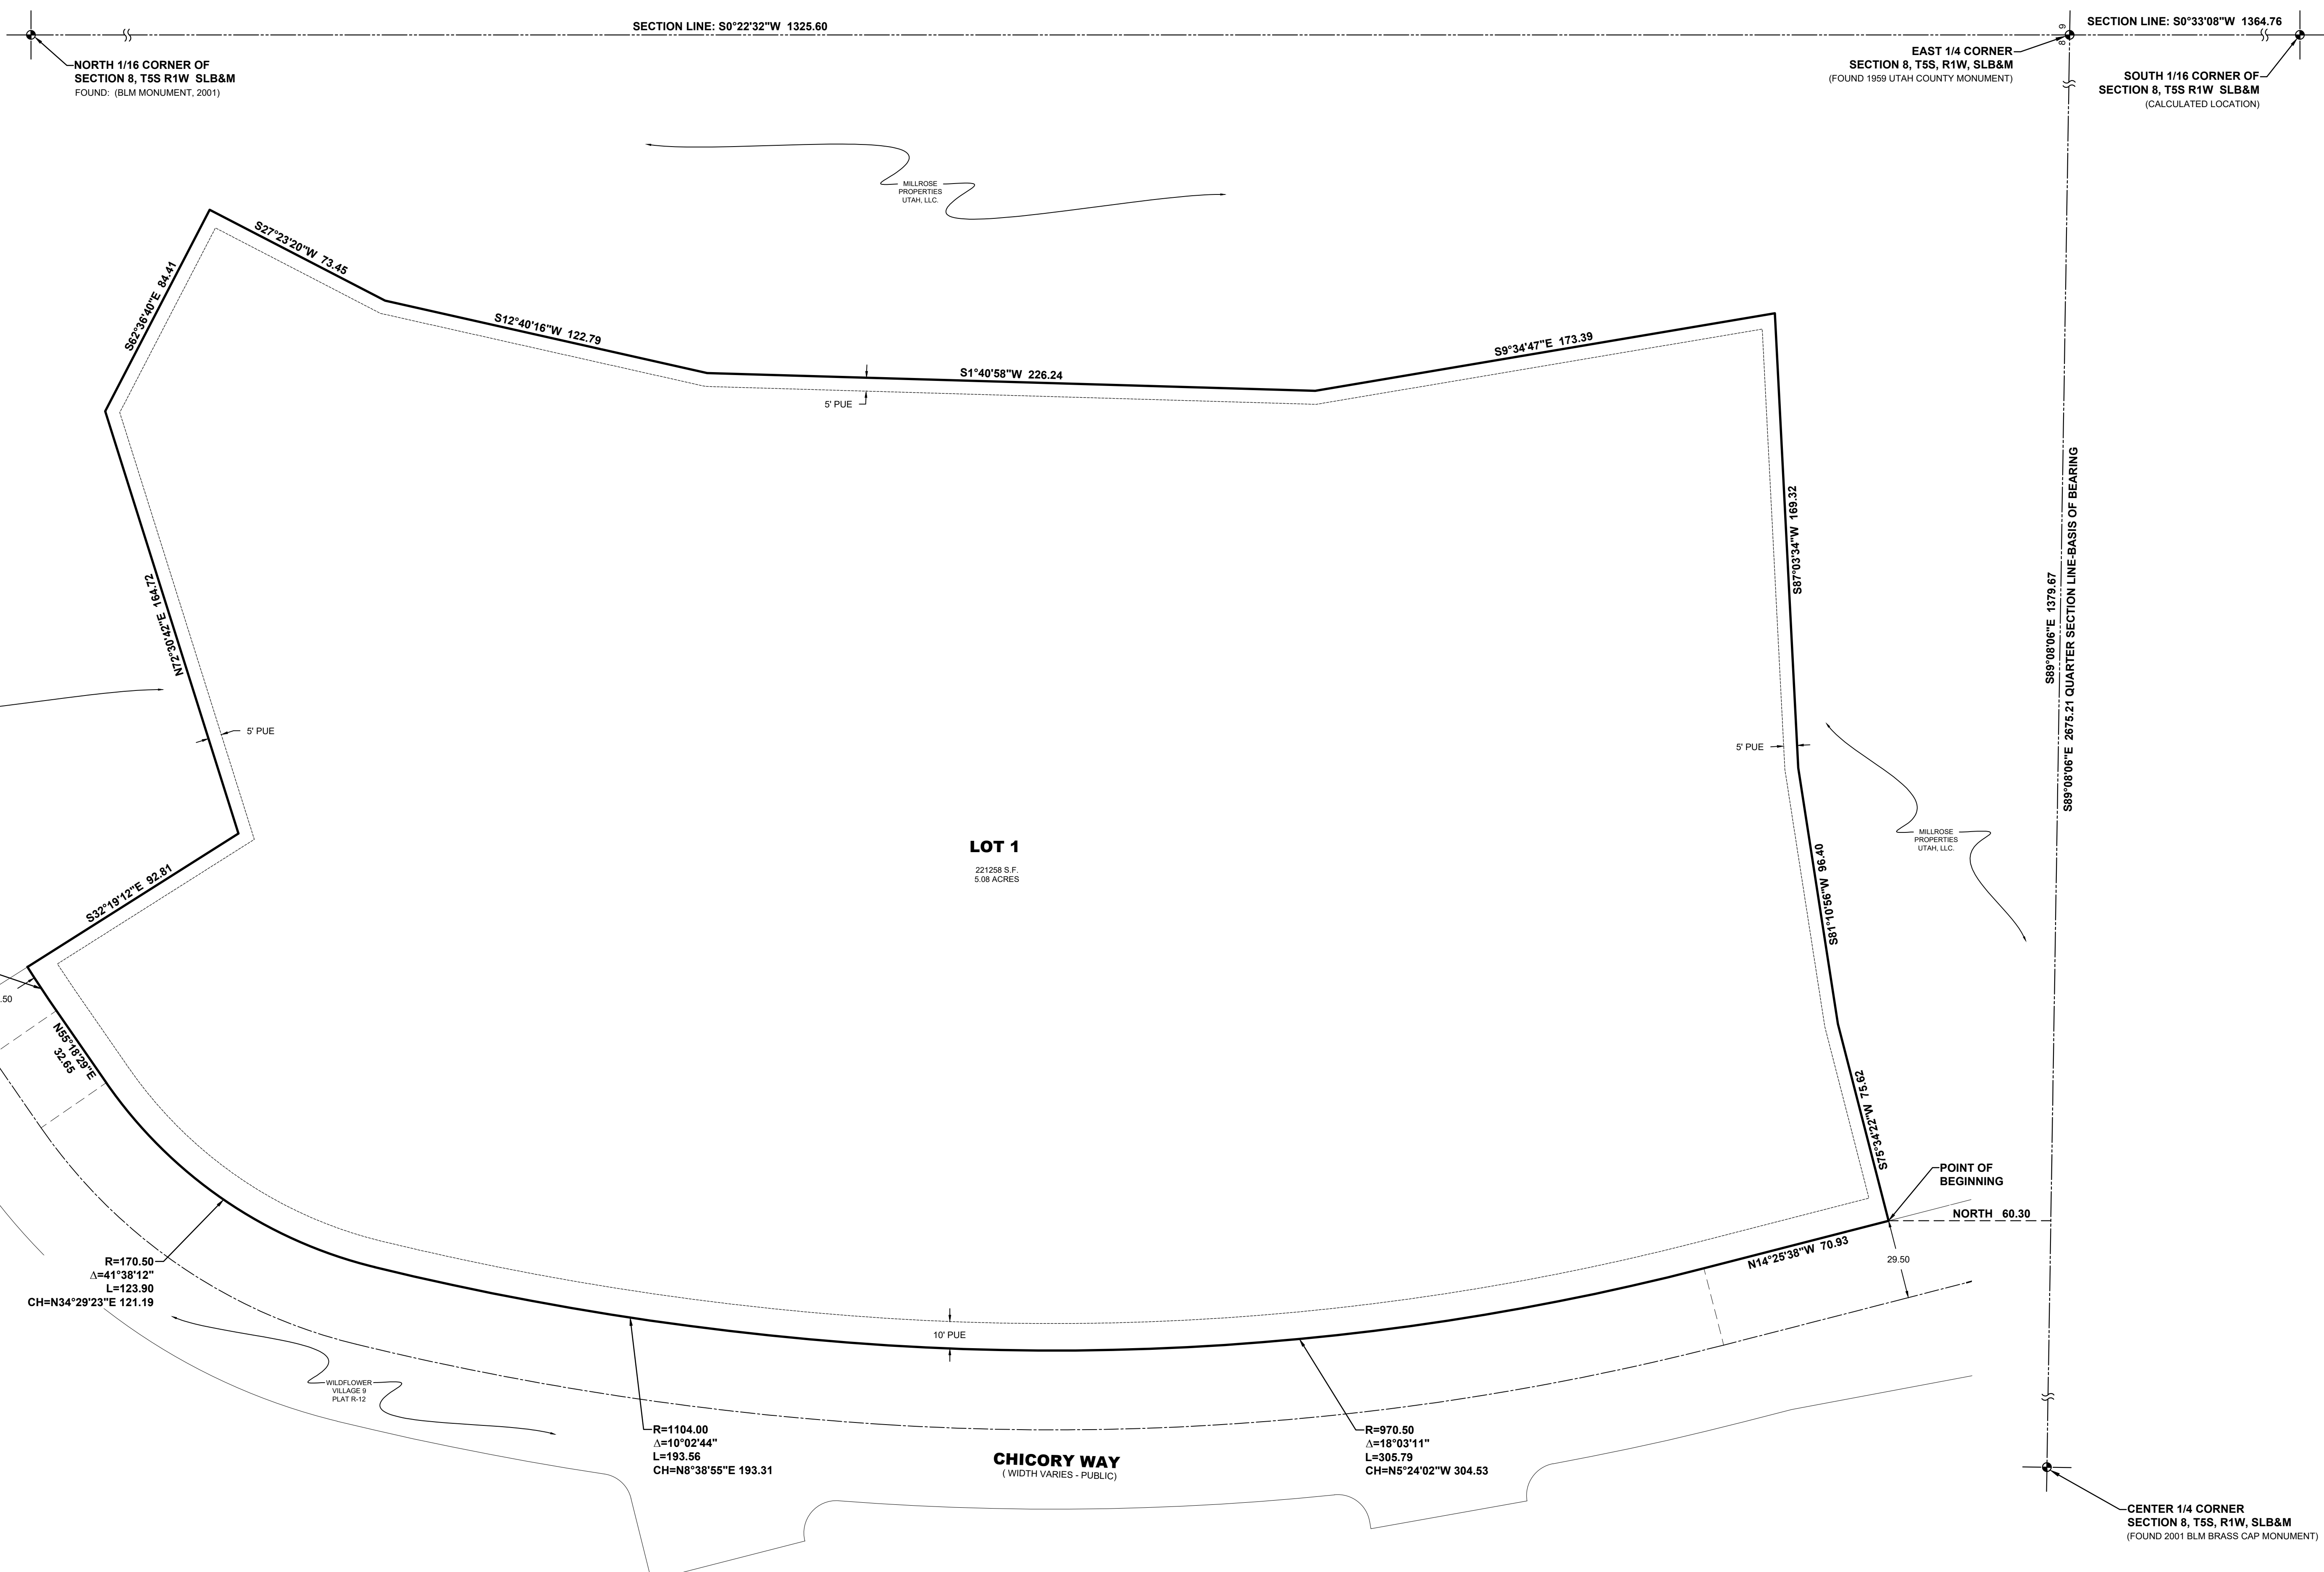 SECTION LINE: S0°22'32"W 1325.60
SECTION LINE: S0°33'08"W 1364.76
NORTH 1/16 CORNER OF
SECTION 8, T5S R1W SLB&M
FOUND: (BLM MONUMENT, 2001)
8 9
EAST 1/4 CORNER
SECTION 8, T5S, R1W, SLB&M
(FOUND 1959 UTAH COUNTY MONUMENT)
SOUTH 1/16 CORNER OF
SECTION 8, T5S R1W SLB&M
(CALCULATED LOCATION)
MILLROSE
PROPERTIES
UTAH, LLC.
S27°23'20"W 73.45
S62°36'40"E 84.41
S12°40'16"W 122.79
S1°40'58"W 226.24
S9°34'47"E 173.39
5' PUE
S87°03'34"W 169.32
N72°30'42"E 164.72
S89°08'06"E 1379.67
S89°08'06"E 2675.21 QUARTER SECTION LINE-BASIS OF BEARING
5' PUE
5' PUE
MILLROSE
PROPERTIES
UTAH, LLC.
LOT 1
221258 S.F.
5.08 ACRES
S32°19'12"E 92.81
S81°10'56"W 96.40
.50
N55°18'29"E
32.65
S75°34'22"W 75.62
POINT OF
BEGINNING
NORTH 60.30
N14°25'38"W 70.93
29.50
R=170.50
Δ=41°38'12"
L=123.90
CH=N34°29'23"E 121.19
10' PUE
WILDFLOWER
VILLAGE 9
PLAT R-12
R=1104.00
Δ=10°02'44"
L=193.56
CH=N8°38'55"E 193.31
R=970.50
Δ=18°03'11"
L=305.79
CH=N5°24'02"W 304.53
CHICORY WAY
( WIDTH VARIES - PUBLIC)
CENTER 1/4 CORNER
SECTION 8, T5S, R1W, SLB&M
(FOUND 2001 BLM BRASS CAP MONUMENT)